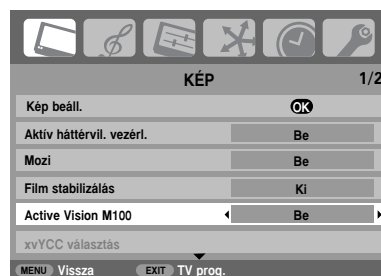 KÉP 1/2
Kép beáll. OK
Aktív háttérvil. vezérl. Be
Mozi Be
Film stabilizálás Ki
Active Vision M100 Be
xvYCC választás
MENU Vissza EXIT TV prog.